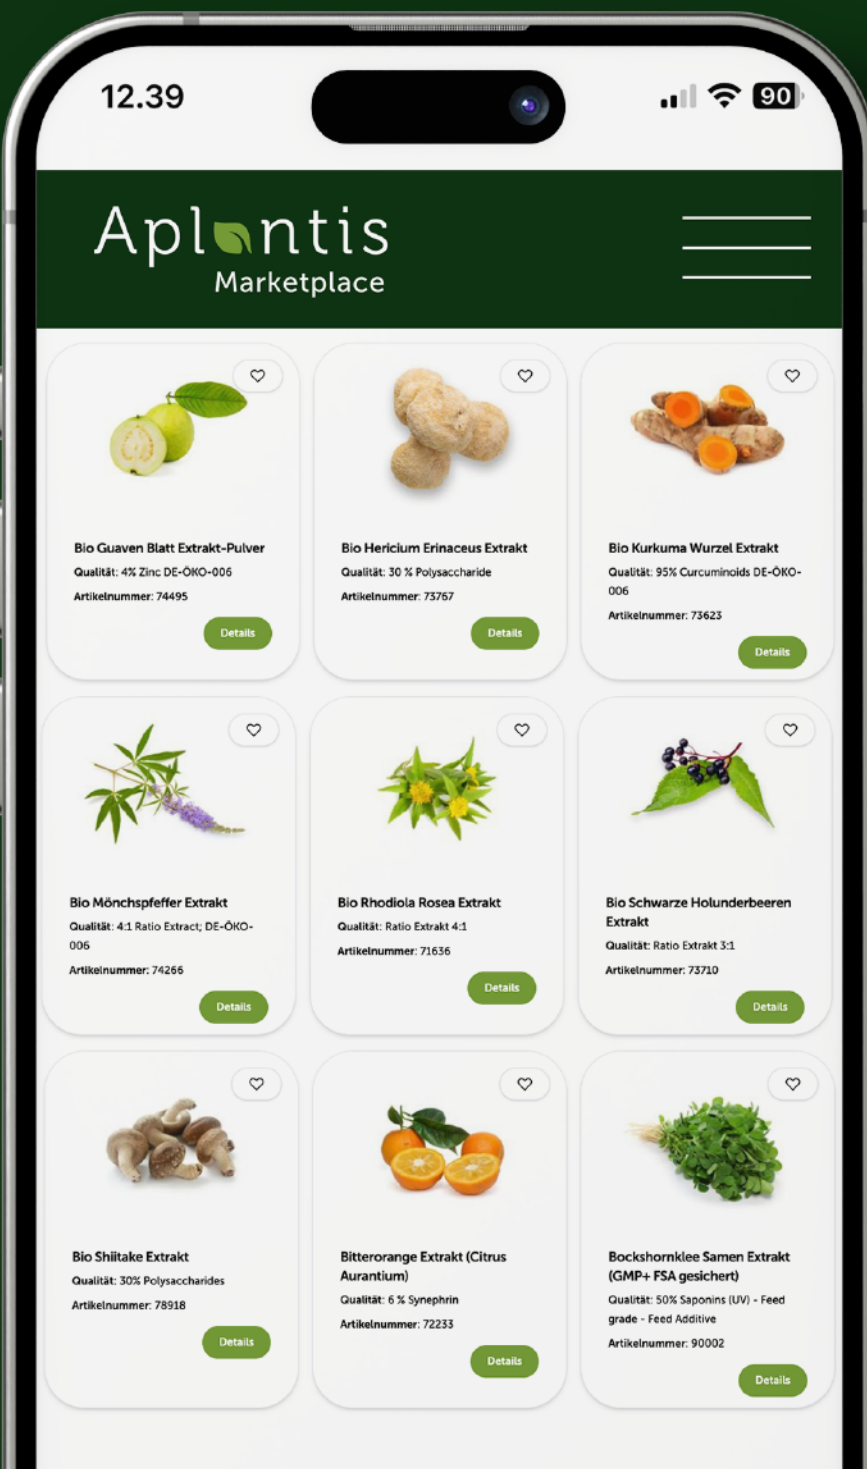 12.39
90
Aplantis
Marketplace
Bio Guaven Blatt Extrakt-Pulver
Qualität: 4% Zinc DE-ÖKO-006
Artikelnummer: 74495
Details
Bio Hericium Erinaceus Extrakt
Qualität: 30 % Polysaccharide
Artikelnummer: 73767
Details
Bio Kurkuma Wurzel Extrakt
Qualität: 95% Curcuminoids DE-ÖKO-
006
Artikelnummer: 73623
Details
Bio Mönchspfeffer Extrakt
Qualität: 4:1 Ratio Extract; DE-ÖKO-
006
Artikelnummer: 74266
Details
Bio Rhodiola Rosea Extrakt
Qualität: Ratio Extrakt 4:1
Artikelnummer: 71636
Details
Bio Schwarze Holunderbeeren
Extrakt
Qualität: Ratio Extrakt 3:1
Artikelnummer: 73710
Details
Bio Shiitake Extrakt
Qualität: 30% Polysaccharides
Artikelnummer: 78918
Details
Bitterorange Extrakt (Citrus
Aurantium)
Qualität: 6 % Synephrin
Artikelnummer: 72233
Details
Bockshornklee Samen Extrakt
(GMP+ FSA gesichert)
Qualität: 50% Saponins (UV) - Feed
grade - Feed Additive
Artikelnummer: 90002
Details